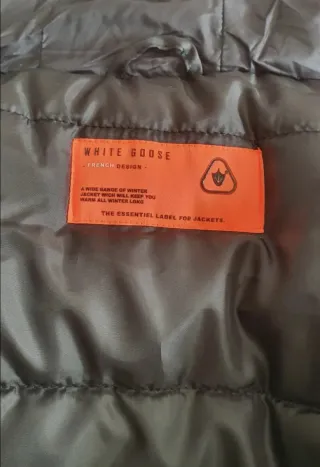 WHITE GOOSE
- FRENCH DESIGN -
A WIDE RANGE OF WINTER
JACKET WICH WILL KEEP YOU
WARM ALL WINTER LONG
THE ESSENTIEL LABEL FOR JACKETS